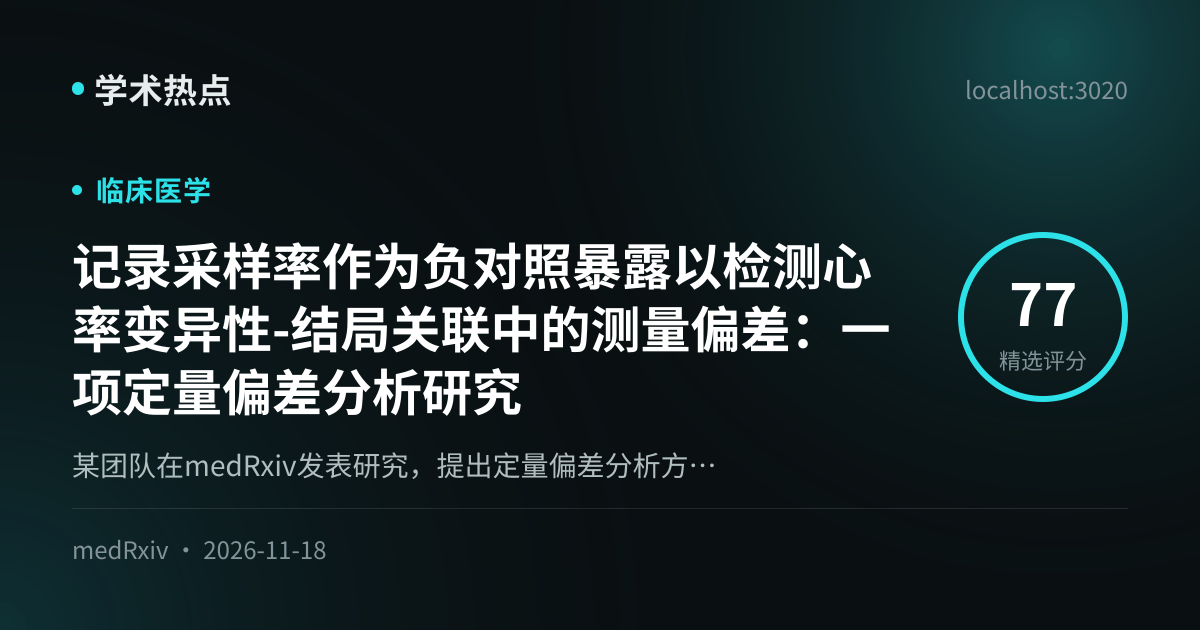 学术热点
localhost:3020
临床医学
记录采样率作为负对照暴露以检测心
率变异性-结局关联中的测量偏差：一
项定量偏差分析研究
77
精选评分
某团队在medRxiv发表研究，提出定量偏差分析方…
medRxiv • 2026-11-18